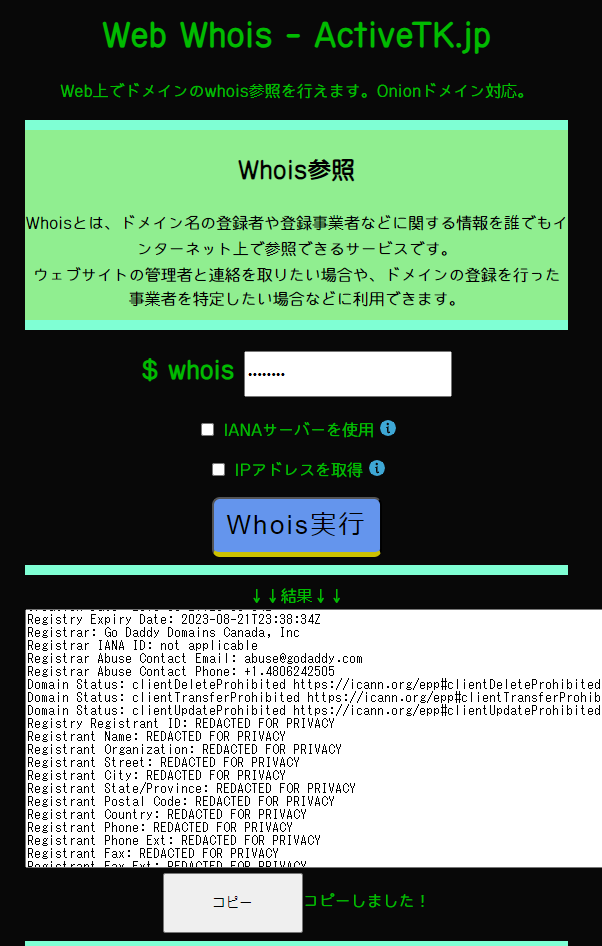 Web Whois - ActiveTK.jp
Web上でドメインのwhois参照を行えます。Onionドメイン対応。
Whois参照
Whoisとは、ドメイン名の登録者や登録事業者などに関する情報を誰でもイ
ンターネット上で参照できるサービスです。
ウェブサイトの管理者と連絡を取りたい場合や、ドメインの登録を行った
事業者を特定したい場合などに利用できます。
$ whois ........
IANAサーバーを使用
IPアドレスを取得
Whois実行
↓↓結果↓↓
Registry Expiry Date: 2023-08-21T23:38:34Z
Registrar: Go Daddy Domains Canada, Inc
Registrar IANA ID: not applicable
Registrar Abuse Contact Email: abuse@godaddy.com
Registrar Abuse Contact Phone: +1.4806242505
Domain Status: clientDeleteProhibited https://icann.org/epp#clientDeleteProhibited
Domain Status: clientTransferProhibited https://icann.org/epp#clientTransferProhib
Domain Status: clientUpdateProhibited https://icann.org/epp#clientUpdateProhibited
Registry Registrant ID: REDACTED FOR PRIVACY
Registrant Name: REDACTED FOR PRIVACY
Registrant Organization: REDACTED FOR PRIVACY
Registrant Street: REDACTED FOR PRIVACY
Registrant City: REDACTED FOR PRIVACY
Registrant State/Province: REDACTED FOR PRIVACY
Registrant Postal Code: REDACTED FOR PRIVACY
Registrant Country: REDACTED FOR PRIVACY
Registrant Phone: REDACTED FOR PRIVACY
Registrant Phone Ext: REDACTED FOR PRIVACY
Registrant Fax: REDACTED FOR PRIVACY
Registrant Fax Ext: REDACTED FOR PRIVACY
コピー コピーしました！